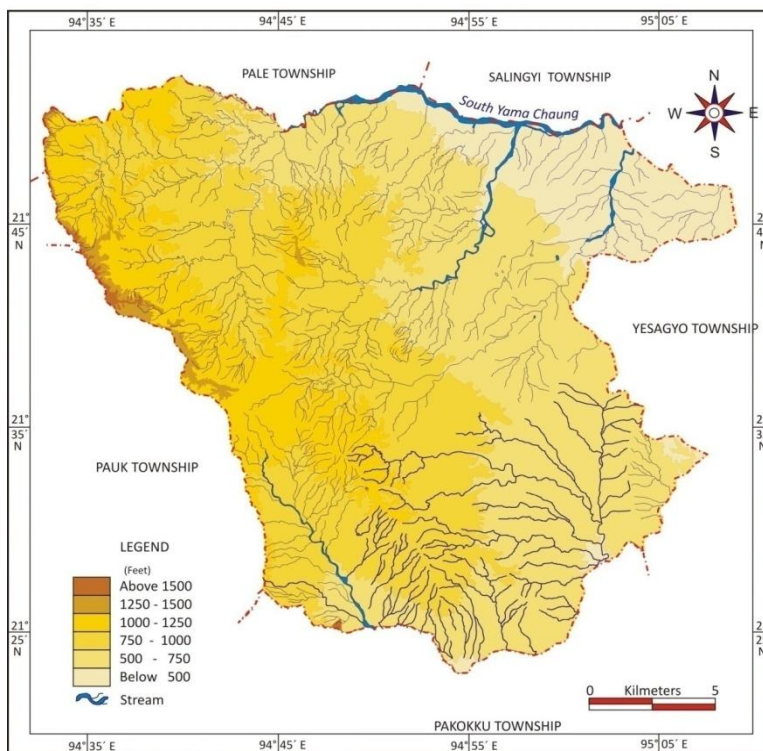 94°35′ E
94°45′ E
94°55′ E
95°05′ E
PALE TOWNSHIP
SALINGYI TOWNSHIP
South Yama Chaung
N
W
E
S
21°
45′
N
YESAGYO TOWNSHIP
21°
35′
N
PAUK TOWNSHIP
LEGEND
(Feet)
Above 1500
1250 - 1500
1000 - 1250
750 - 1000
500 - 750
Below 500
Stream
21°
25′
N
0 Kilmeters 5
PAKOKKU TOWNSHIP
94°35′ E
94°45′ E
94°55′ E
95°05′ E